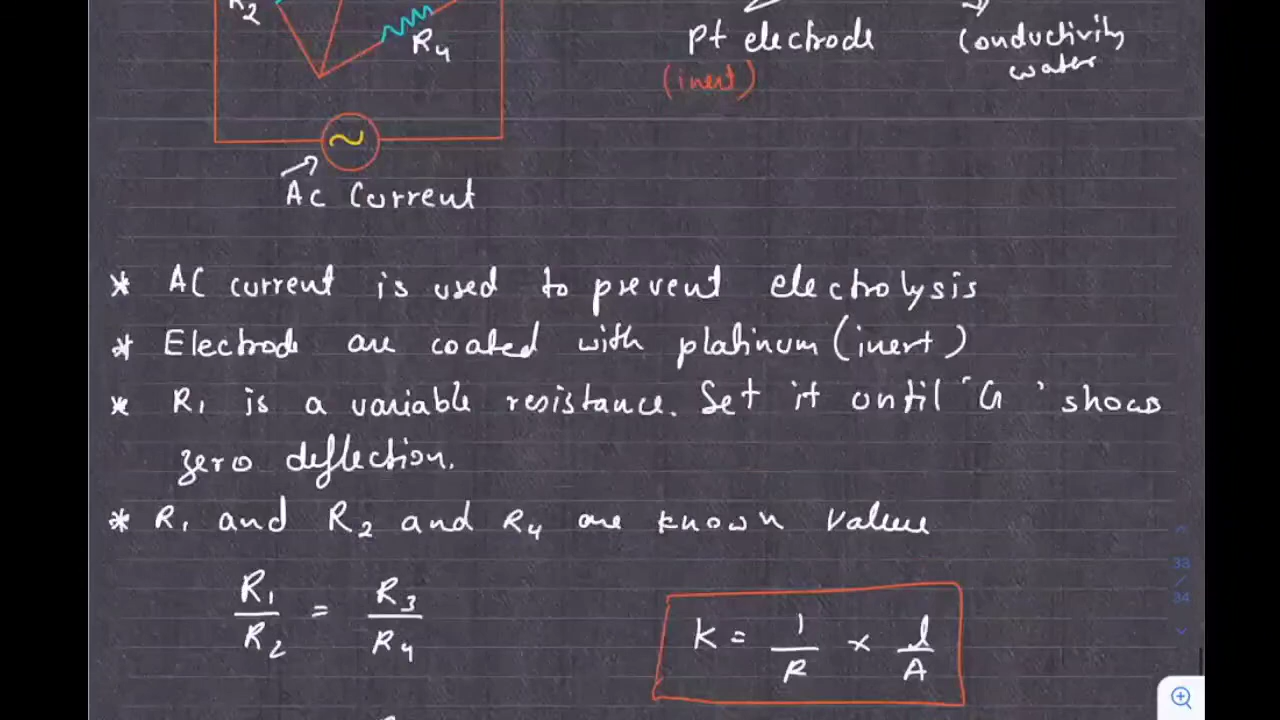 R2
R4
Pt electrode
(inert)
Conductivity
water
~
AC Current
* AC current is used to prevent electrolysis
* Electrode are coated with platinum (inert)
* R1 is a variable resistance. Set it until 'G' shows
zero deflection.
* R1 and R2 and R4 are known value
R1/R2 = R3/R4
K = 1/R × l/A
33
/
34